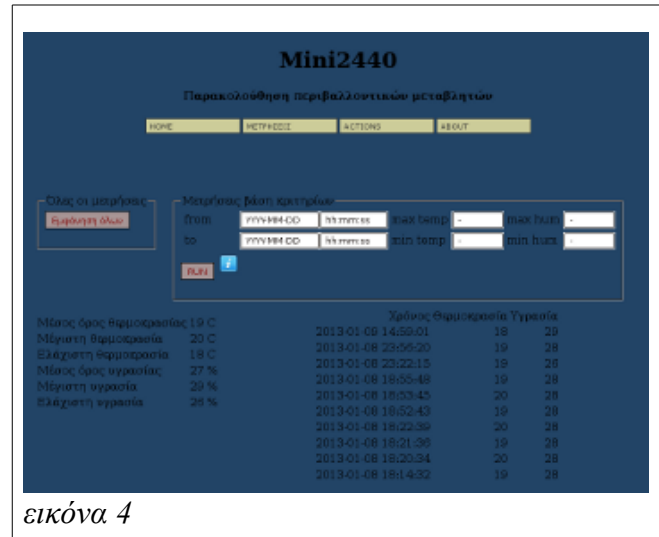 Mini2440
Παρακολούθηση περιβαλλοντικών μεταβλητών
HOME ΜΕΤΡΗΣΕΙΣ ACTIONS ABOUT
Όλες οι μετρήσεις
Εμφάνηση όλων
Μετρήσεις βάση κριτηρίων
from YYYY-MM-DD hh:mm:ss max temp - max hum -
to YYYY-MM-DD hh:mm:ss min temp - min hum -
RUN i
Μέσος όρος θερμοκρασίας 19 C
Μέγιστη θερμοκρασία 20 C
Ελάχιστη θερμοκρασία 18 C
Μέσος όρος υγρασίας 27 %
Μέγιστη υγρασία 29 %
Ελάχιστη υγρασία 26 %
Χρόνος Θερμοκρασία Υγρασία
14:59:01 18 29
2013-01-08 23:56:20 19 28
2013-01-08 23:22:15 19 26
2013-01-08 18:55:48 19 28
2013-01-08 18:53:45 20 28
2013-01-08 18:52:43 19 28
2013-01-08 18:22:39 20 28
2013-01-08 18:21:36 19 28
2013-01-08 18:20:34 20 28
2013-01-08 18:14:32 19 28
εικόνα 4